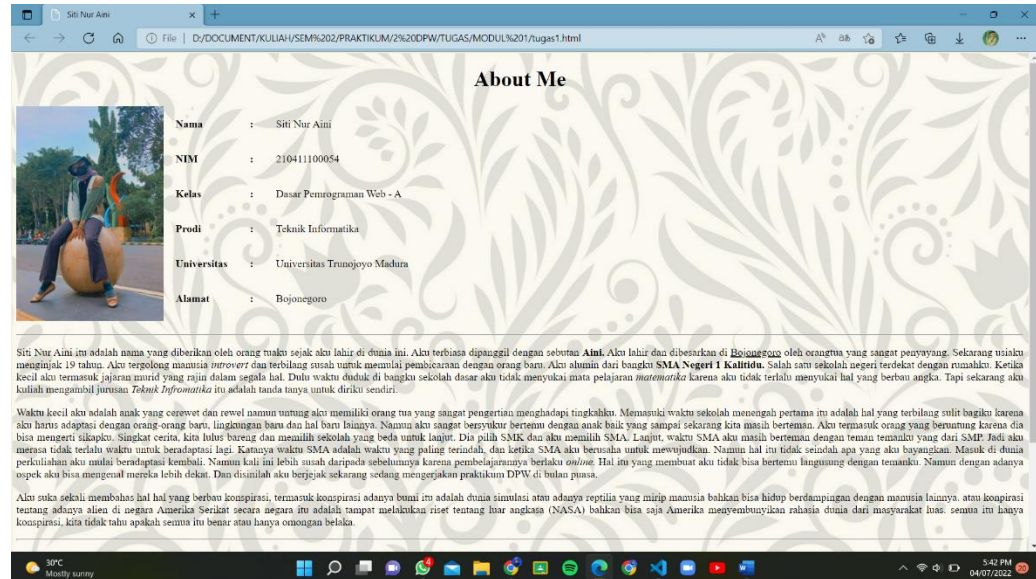 Siti Nur Aini
File | D:/DOCUMENT/KULIAH/SEM%202/PRAKTIKUM/2%20DPW/TUGAS/MODUL%201/tugas1.html
About Me
Nama : Siti Nur Aini
NIM : 210411100054
Kelas : Dasar Pemrograman Web - A
Prodi : Teknik Informatika
Universitas : Universitas Trunojoyo Madura
Alamat : Bojonegoro
Siti Nur Aini itu adalah nama yang diberikan oleh orang tuaku sejak aku lahir di dunia ini. Aku terbiasa dipanggil dengan sebutan Aini. Aku lahir dan dibesarkan di Bojonegoro oleh orangtua yang sangat penyayang. Sekarang usiaku
menginjak 19 tahun. Aku tergolong manusia introvert dan terbilang susah untuk memulai pembicaraan dengan orang baru. Aku alumin dari bangku SMA Negeri 1 Kalitidu. Salah satu sekolah negeri terdekat dengan rumahku. Ketika
kecil aku termasuk jajaran murid yang rajin dalam segala hal. Dulu waktu duduk di bangku sekolah dasar aku tidak menyukai mata pelajaran matematika karena aku tidak terlalu menyukai hal yang berbau angka. Tapi sekarang aku
kuliah mengambil jurusan Teknik Infromatika itu adalah tanda tanya untuk diriku sendiri.
Waktu kecil aku adalah anak yang cerewet dan rewel namun untung aku memiliki orang tua yang sangat pengertian menghadapi tingkahku. Memasuki waktu sekolah menengah pertama itu adalah hal yang terbilang sulit bagiku karena
aku harus adaptasi dengan orang-orang baru, lingkungan baru dan hal baru lainnya. Namun aku sangat bersyukur bertemu dengan anak baik yang sampai sekarang kita masih berteman. Aku termasuk orang yang beruntung karena dia
bisa mengerti sikapku. Singkat cerita, kita lulus bareng dan memilih sekolah yang beda untuk lanjut. Dia pilih SMK dan aku memilih SMA. Lanjut, waktu SMA aku masih berteman dengan teman temanku yang dari SMP. Jadi aku
merasa tidak terlalu waktu untuk beradaptasi lagi. Katanya waktu SMA adalah waktu yang paling terindah, dan ketika SMA aku berusaha untuk mewujudkan. Namun hal itu tidak seindah apa yang aku bayangkan. Masuk di dunia
perkuliahan aku mulai beradaptasi kembali. Namun kali ini lebih susah daripada sebelumnya karena pembelajarannya berlaku online. Hal itu yang membuat aku tidak bisa bertemu langusung dengan temanku. Namun dengan adanya
ospek aku bisa mengenal mereka lebih dekat. Dan disinilah aku berjejak sekarang sedang mengerjakan praktikum DPW di bulan puasa.
Aku suka sekali membahas hal hal yang berbau konspirasi, termasuk konspirasi adanya bumi itu adalah dunia simulasi atau adanya reptilia yang mirip manusia bahkan bisa hidup berdampingan dengan manusia lainnya. atau konpirasi
tentang adanya alien di negara Amerika Serikat secara negara itu adalah tampat melakukan riset tentang luar angkasa (NASA) bahkan bisa saja Amerika menyembunyikan rahasia dunia dari masyarakat luas. semua itu hanya
konspirasi, kita tidak tahu apakah semua itu benar atau hanya omongan belaka.
30°C
Mostly sunny
5:42 PM
04/07/2022
20